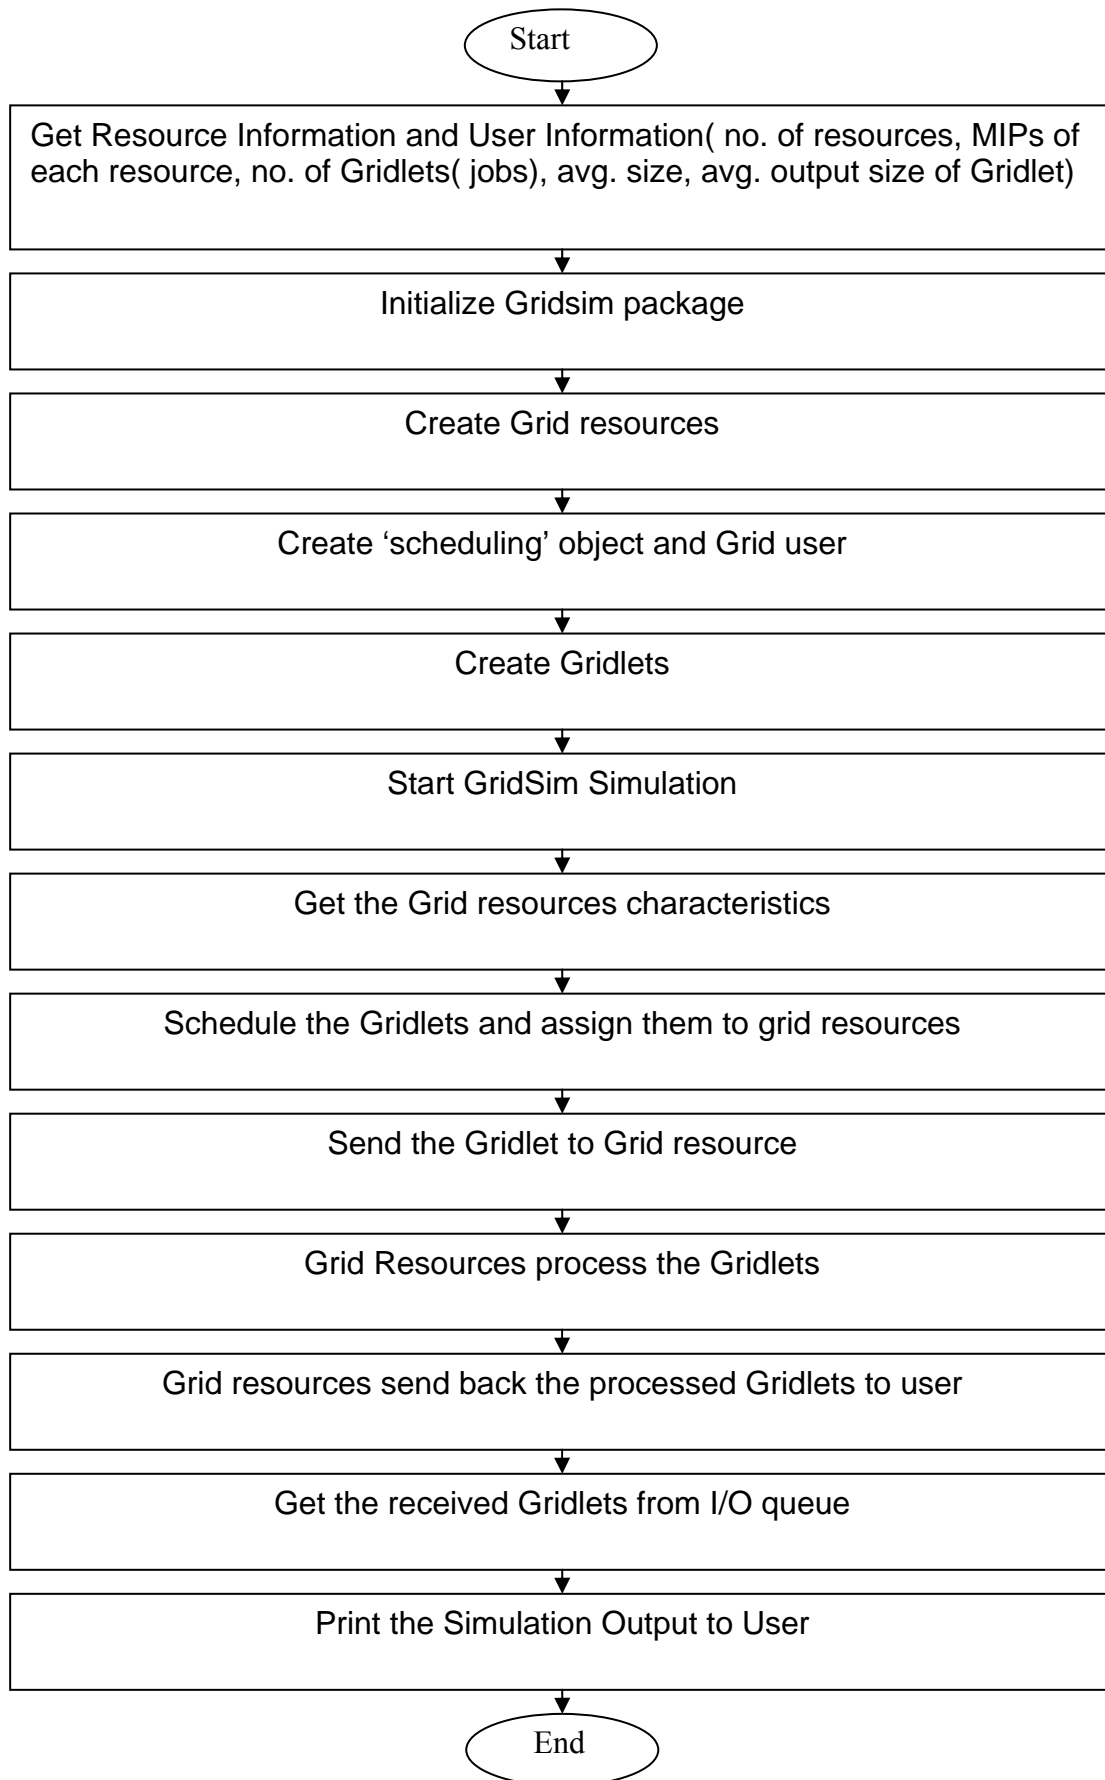 Start
Get Resource Information and User Information( no. of resources, MIPs of
each resource, no. of Gridlets( jobs), avg. size, avg. output size of Gridlet)
Initialize Gridsim package
Create Grid resources
Create ‘scheduling’ object and Grid user
Create Gridlets
Start GridSim Simulation
Get the Grid resources characteristics
Schedule the Gridlets and assign them to grid resources
Send the Gridlet to Grid resource
Grid Resources process the Gridlets
Grid resources send back the processed Gridlets to user
Get the received Gridlets from I/O queue
Print the Simulation Output to User
End